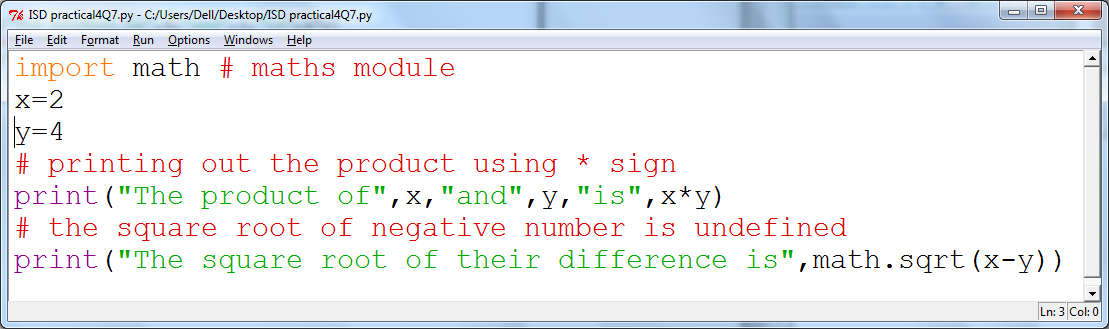 ISD practical4Q7.py - C:/Users/Dell/Desktop/ISD practical4Q7.py
File Edit Format Run Options Windows Help
import math # maths module
x=2
y=4
# printing out the product using * sign
print("The product of",x,"and",y,"is",x*y)
# the square root of negative number is undefined
print("The square root of their difference is",math.sqrt(x-y))
Ln: 3 Col: 0